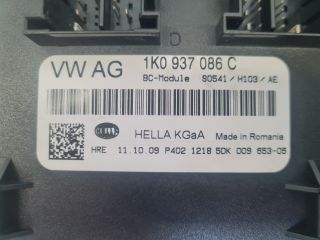 C
VW AG 1K0 937 086 C
BC-Module S0541/H103/AE
HELLA
HELLA KGaA Made in Romania
HRE 11.10.09 P402 1218 5DK 009 653-05